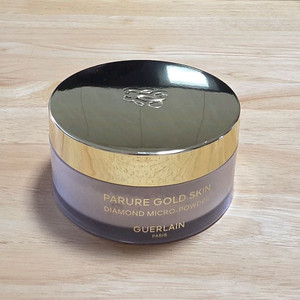 PARURE GOLD SKIN
DIAMOND MICRO-POWDER
GUERLAIN
PARIS